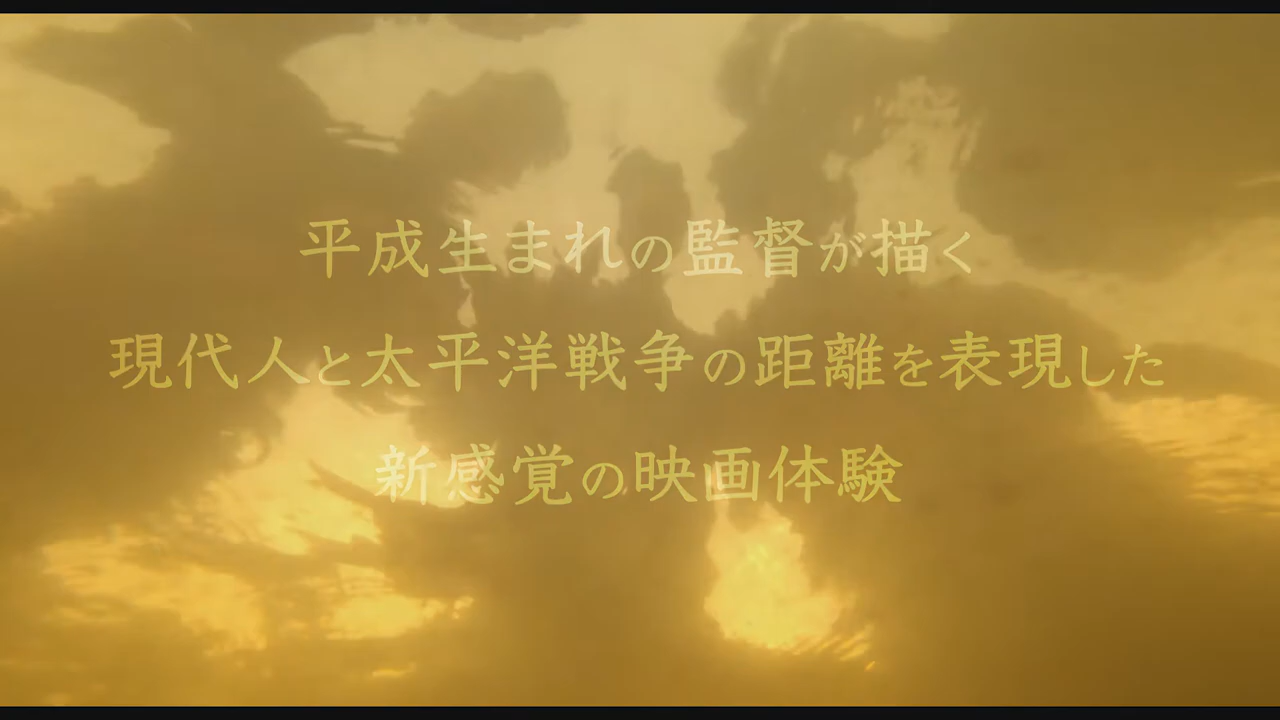 平成生まれの監督が描く
現代人と太平洋戦争の距離を表現した
新感覚の映画体験